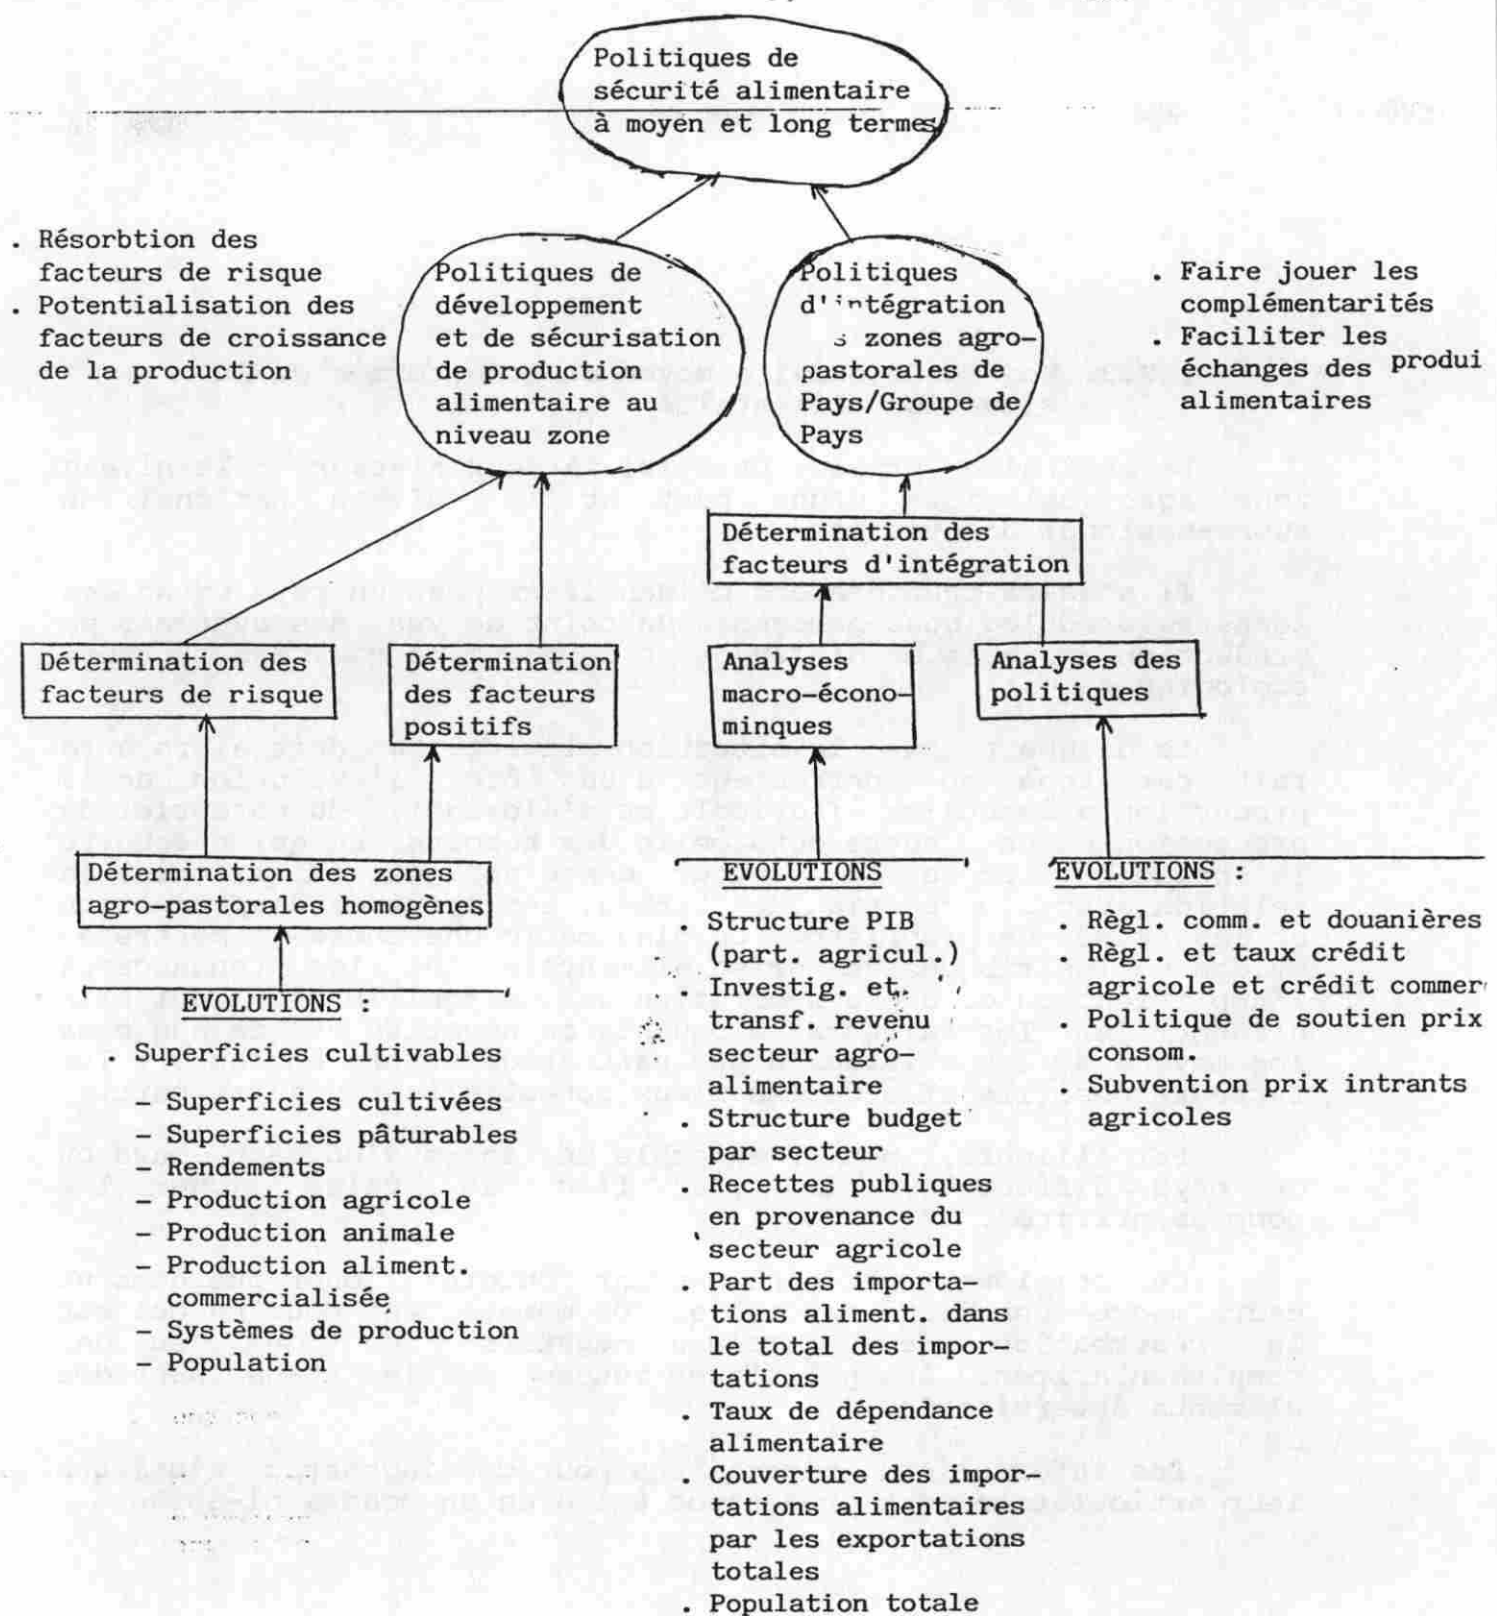 Politiques de
sécurité alimentaire
à moyen et long termes
. Résorbtion des
facteurs de risque
. Potentialisation des
facteurs de croissance
de la production
Politiques de
développement
et de sécurisation
de production
alimentaire au
niveau zone
Politiques
d'intégration
s zones agro-
pastorales de
Pays/Groupe de
Pays
. Faire jouer les
complémentarités
. Faciliter les
échanges des produi
alimentaires
Détermination des
facteurs d'intégration
Détermination des
facteurs de risque
Détermination
des facteurs
positifs
Analyses
macro-écono-
minques
Analyses des
politiques
Détermination des zones
agro-pastorales homogènes
EVOLUTIONS :
. Superficies cultivables
- Superficies cultivées
- Superficies pâturables
- Rendements
- Production agricole
- Production animale
- Production aliment.
commercialisée
- Systèmes de production
- Population
EVOLUTIONS
. Structure PIB
(part. agricul.)
. Investig. et.
transf. revenu
secteur agro-
alimentaire
. Structure budget
par secteur
. Recettes publiques
en provenance du
secteur agricole
. Part des importa-
tions aliment. dans
le total des impor-
tations
. Taux de dépendance
alimentaire
. Couverture des impor-
tations alimentaires
par les exportations
totales
. Population totale
EVOLUTIONS :
. Règl. comm. et douanières
. Règl. et taux crédit
agricole et crédit commer
. Politique de soutien prix
consom.
. Subvention prix intrants
agricoles